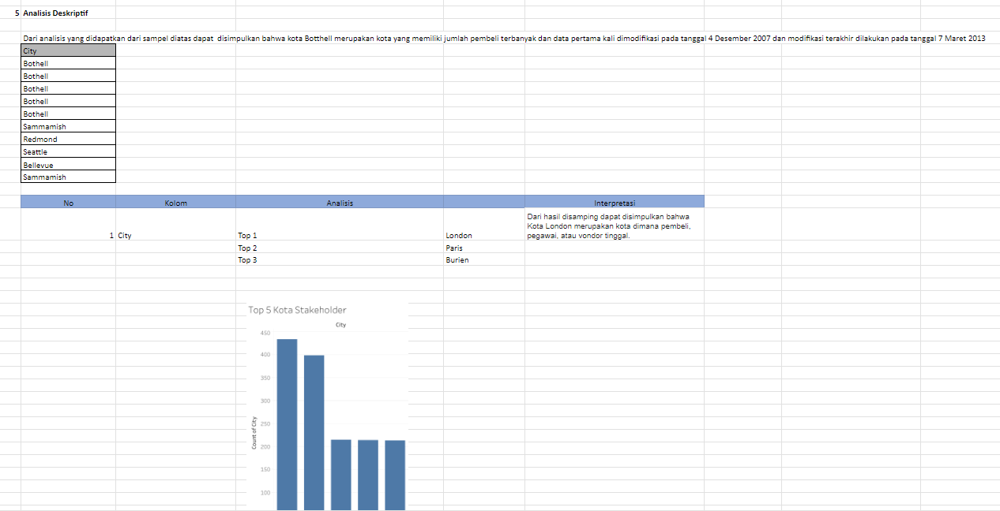 5 Analisis Deskriptif
Dari analisis yang didapatkan dari sampel diatas dapat disimpulkan bahwa kota Botthell merupakan kota yang memiliki jumlah pembeli terbanyak dan data pertama kali dimodifikasi pada tanggal 4 Desember 2007 dan modifikasi terakhir dilakukan pada tanggal 7 Maret 2013
City
Bothell
Bothell
Bothell
Bothell
Bothell
Sammamish
Redmond
Seattle
Bellevue
Sammamish
No Kolom Analisis Interpretasi
Dari hasil disamping dapat disimpulkan bahwa
Kota London merupakan kota dimana pembeli,
1 City Top 1 London pegawai, atau vondor tinggal.
Top 2 Paris
Top 3 Burien
Top 5 Kota Stakeholder
City
450
400
350
300
250
200
150
100
Count of City